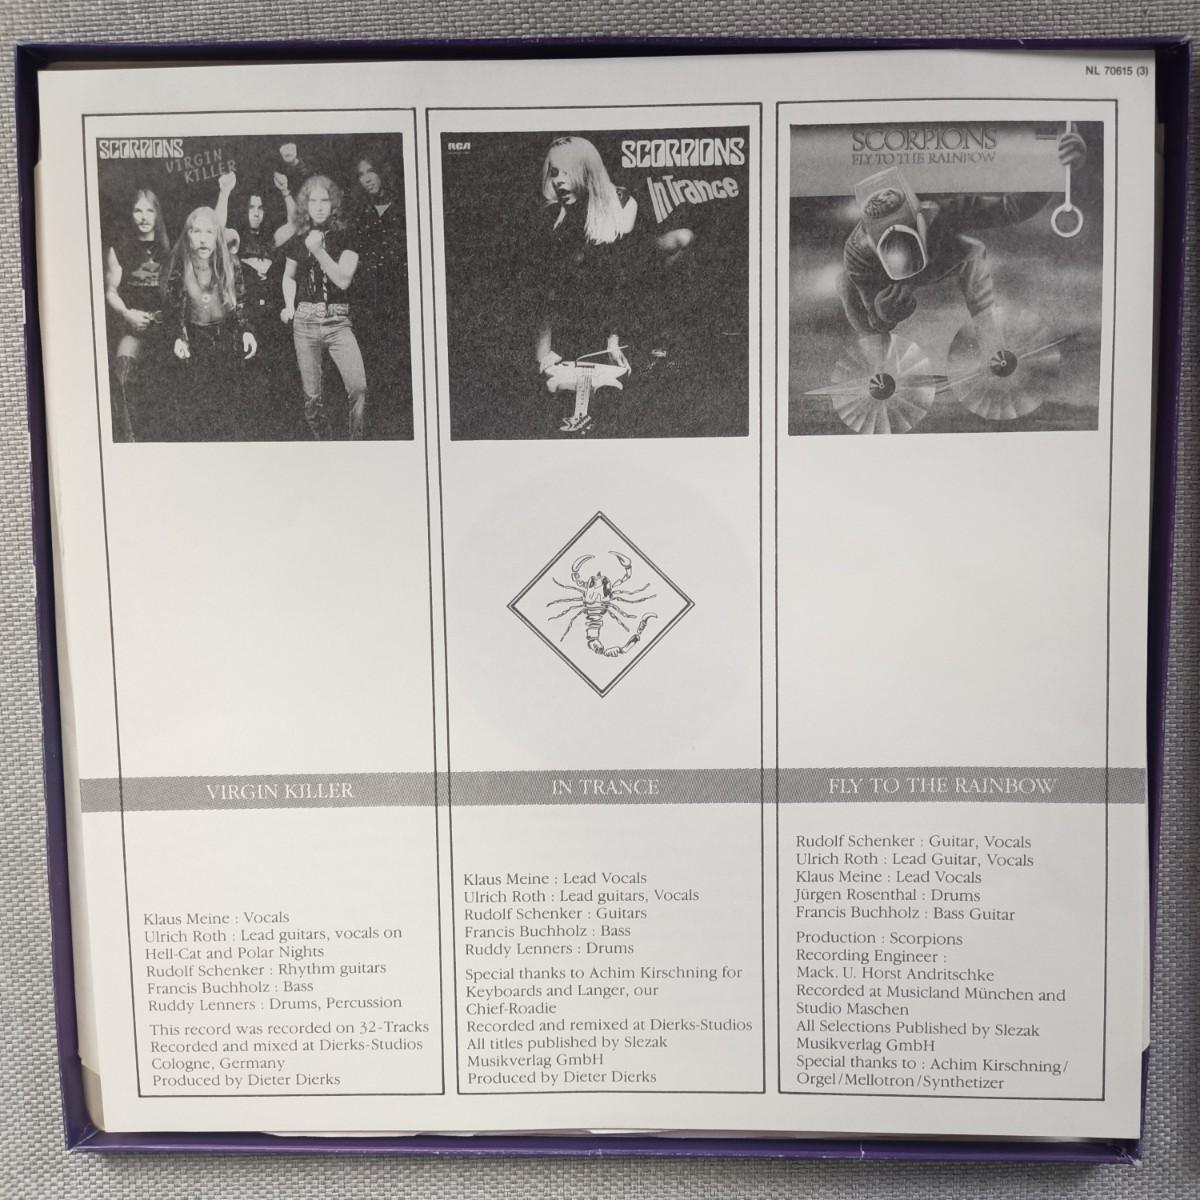 NL 70615 (3)
SCORPIONS
VIRGIN
KILLER
RCA
SCORPIONS
In Trance
SCORPIONS
FLY TO THE RAINBOW
RCA
VIRGIN KILLER
Klaus Meine : Vocals
Ulrich Roth : Lead guitars, vocals on
Hell-Cat and Polar Nights
Rudolf Schenker : Rhythm guitars
Francis Buchholz : Bass
Ruddy Lenners : Drums, Percussion
This record was recorded on 32-Tracks
Recorded and mixed at Dierks-Studios
Cologne, Germany
Produced by Dieter Dierks
IN TRANCE
Klaus Meine : Lead Vocals
Ulrich Roth : Lead guitars, Vocals
Rudolf Schenker : Guitars
Francis Buchholz : Bass
Ruddy Lenners : Drums
Special thanks to Achim Kirschning for
Keyboards and Langer, our
Chief-Roadie
Recorded and remixed at Dierks-Studios
All titles published by Slezak
Musikverlag GmbH
Produced by Dieter Dierks
FLY TO THE RAINBOW
Rudolf Schenker : Guitar, Vocals
Ulrich Roth : Lead Guitar, Vocals
Klaus Meine : Lead Vocals
Jürgen Rosenthal : Drums
Francis Buchholz : Bass Guitar
Production : Scorpions
Recording Engineer :
Mack. U. Horst Andritschke
Recorded at Musicland München and
Studio Maschen
All Selections Published by Slezak
Musikverlag GmbH
Special thanks to : Achim Kirschning/
Orgel/Mellotron/Synthetizer